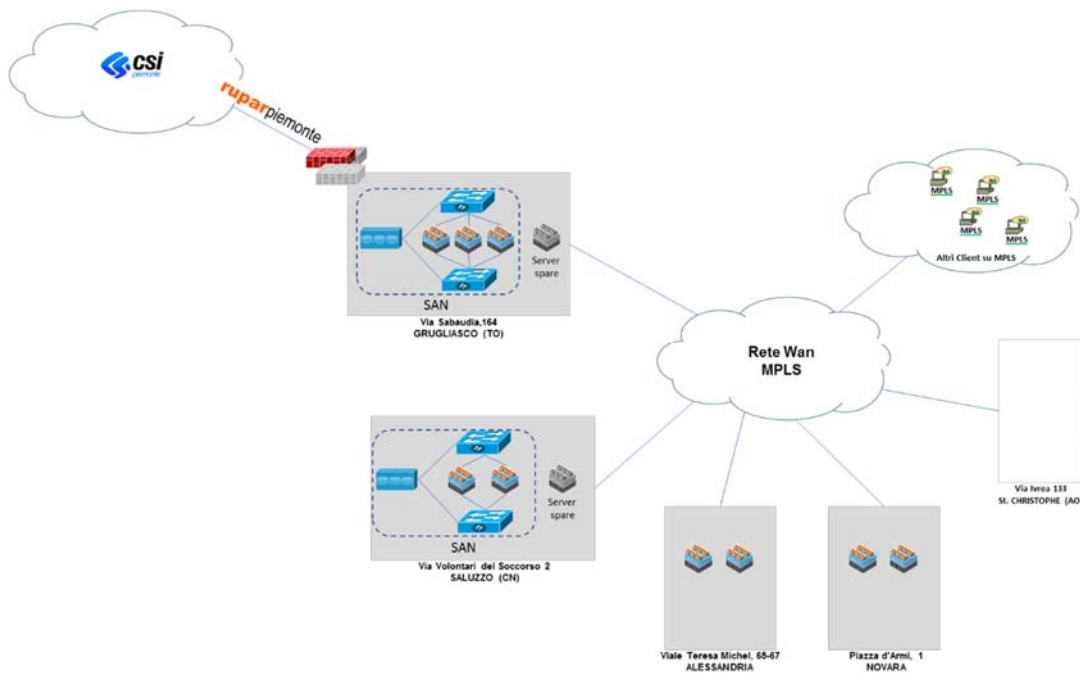 csi
piemonte
ruparpiemonte
Server
spare
SAN
Via Sabaudia,164
GRUGLIASCO (TO)
MPLS
MPLS
MPLS
MPLS
Altri Client su MPLS
Rete Wan
MPLS
Server
spare
SAN
Via Volontari del Soccorso 2
SALUZZO (CN)
Via Ivrea 133
St. CHRISTOPHE (AO
Viale Teresa Michel, 65-67
ALESSANDRIA
Piazza d'Armi, 1
NOVARA